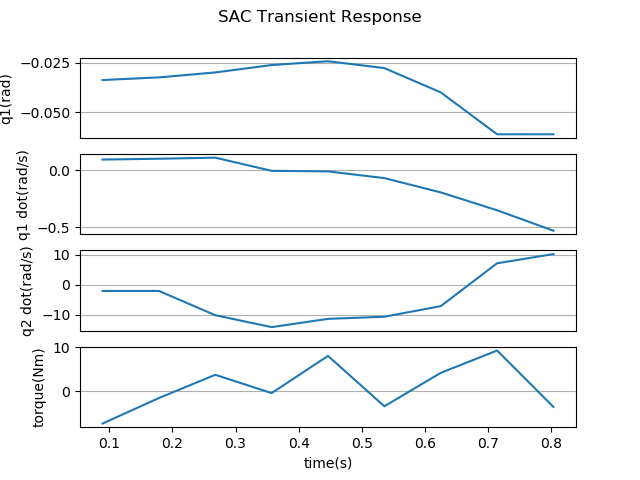 SAC Transient Response
−0.025
−0.050
q1(rad)
0.0
−0.5
q1 dot(rad/s)
10
0
−10
q2 dot(rad/s)
10
0
torque(Nm)
0.1 0.2 0.3 0.4 0.5 0.6 0.7 0.8
time(s)